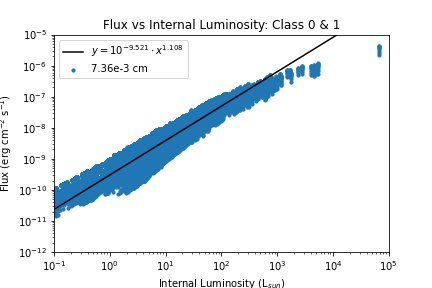 Flux vs Internal Luminosity: Class 0 & 1
y = 10^{-9.521} · x^{1.108}
7.36e-3 cm
Flux (erg cm⁻² s⁻¹)
10⁻⁵
10⁻⁶
10⁻⁷
10⁻⁸
10⁻⁹
10⁻¹⁰
10⁻¹¹
10⁻¹²
10⁻¹ 10⁰ 10¹ 10² 10³ 10⁴ 10⁵
Internal Luminosity (L_{sun})